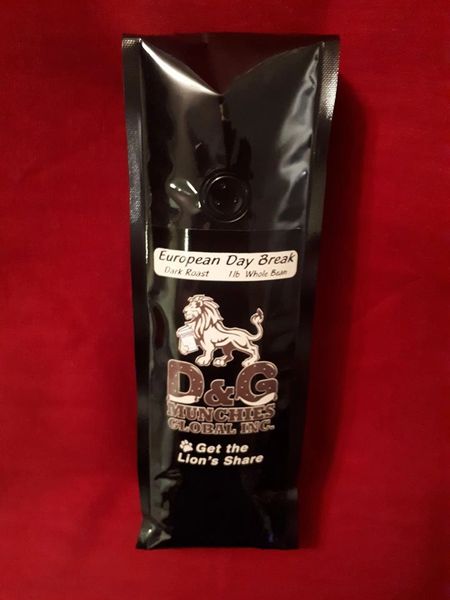 European Day Break
Dark Roast 1lb Whole Bean
D&G
MUNCHIES
GLOBAL INC.
Get the
Lion's Share